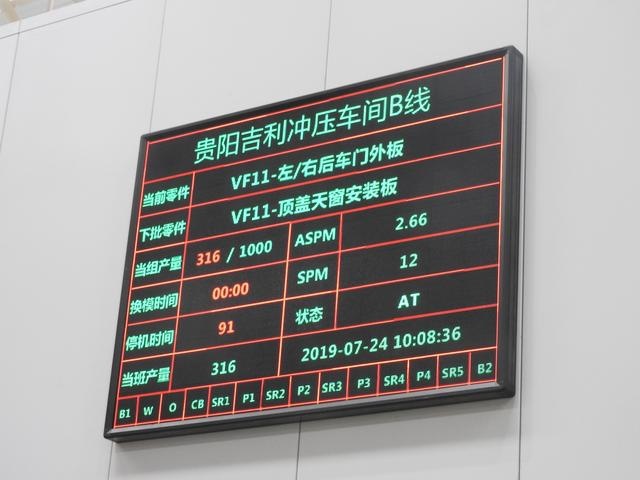 贵阳吉利冲压车间B线
当前零件 VF11-左/右后车门外板
下批零件 VF11-顶盖天窗安装板
当组产量 316 / 1000 ASPM 2.66
换模时间 00:00 SPM 12
停机时间 91 状态 AT
当班产量 316 2019-07-24 10:08:36
B1 W O CB SR1 P1 SR2 P2 SR3 P3 SR4 P4 SR5 B2